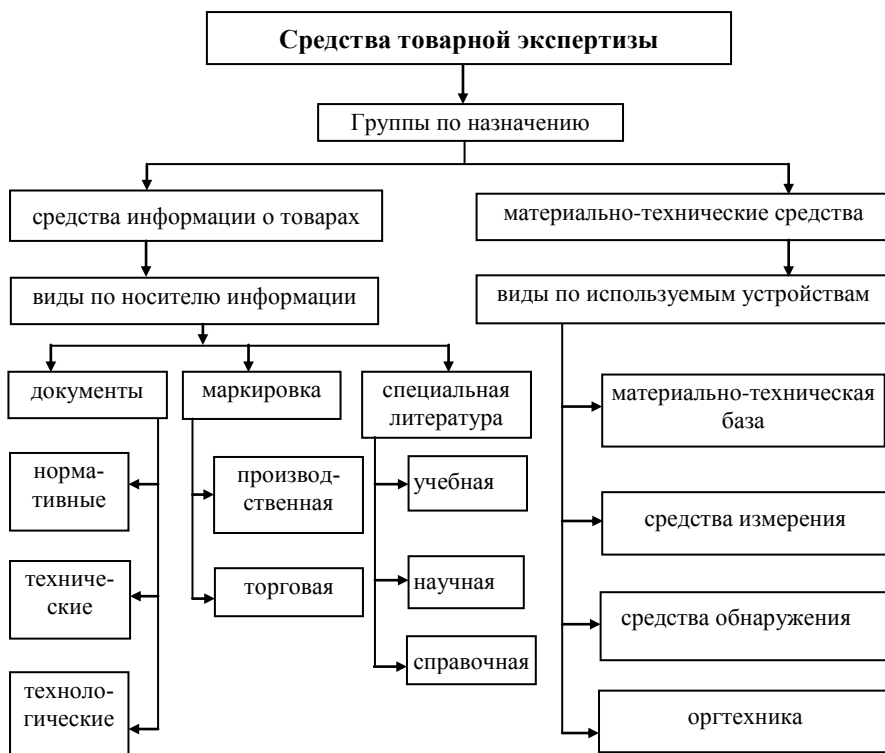 Средства товарной экспертизы
Группы по назначению
средства информации о товарах
материально-технические средства
виды по носителю информации
виды по используемым устройствам
документы
маркировка
специальная
литература
материально-техническая
база
норма-
тивные
производ-
ственная
учебная
средства измерения
техниче-
ские
торговая
научная
средства обнаружения
справочная
техноло-
гические
оргтехника